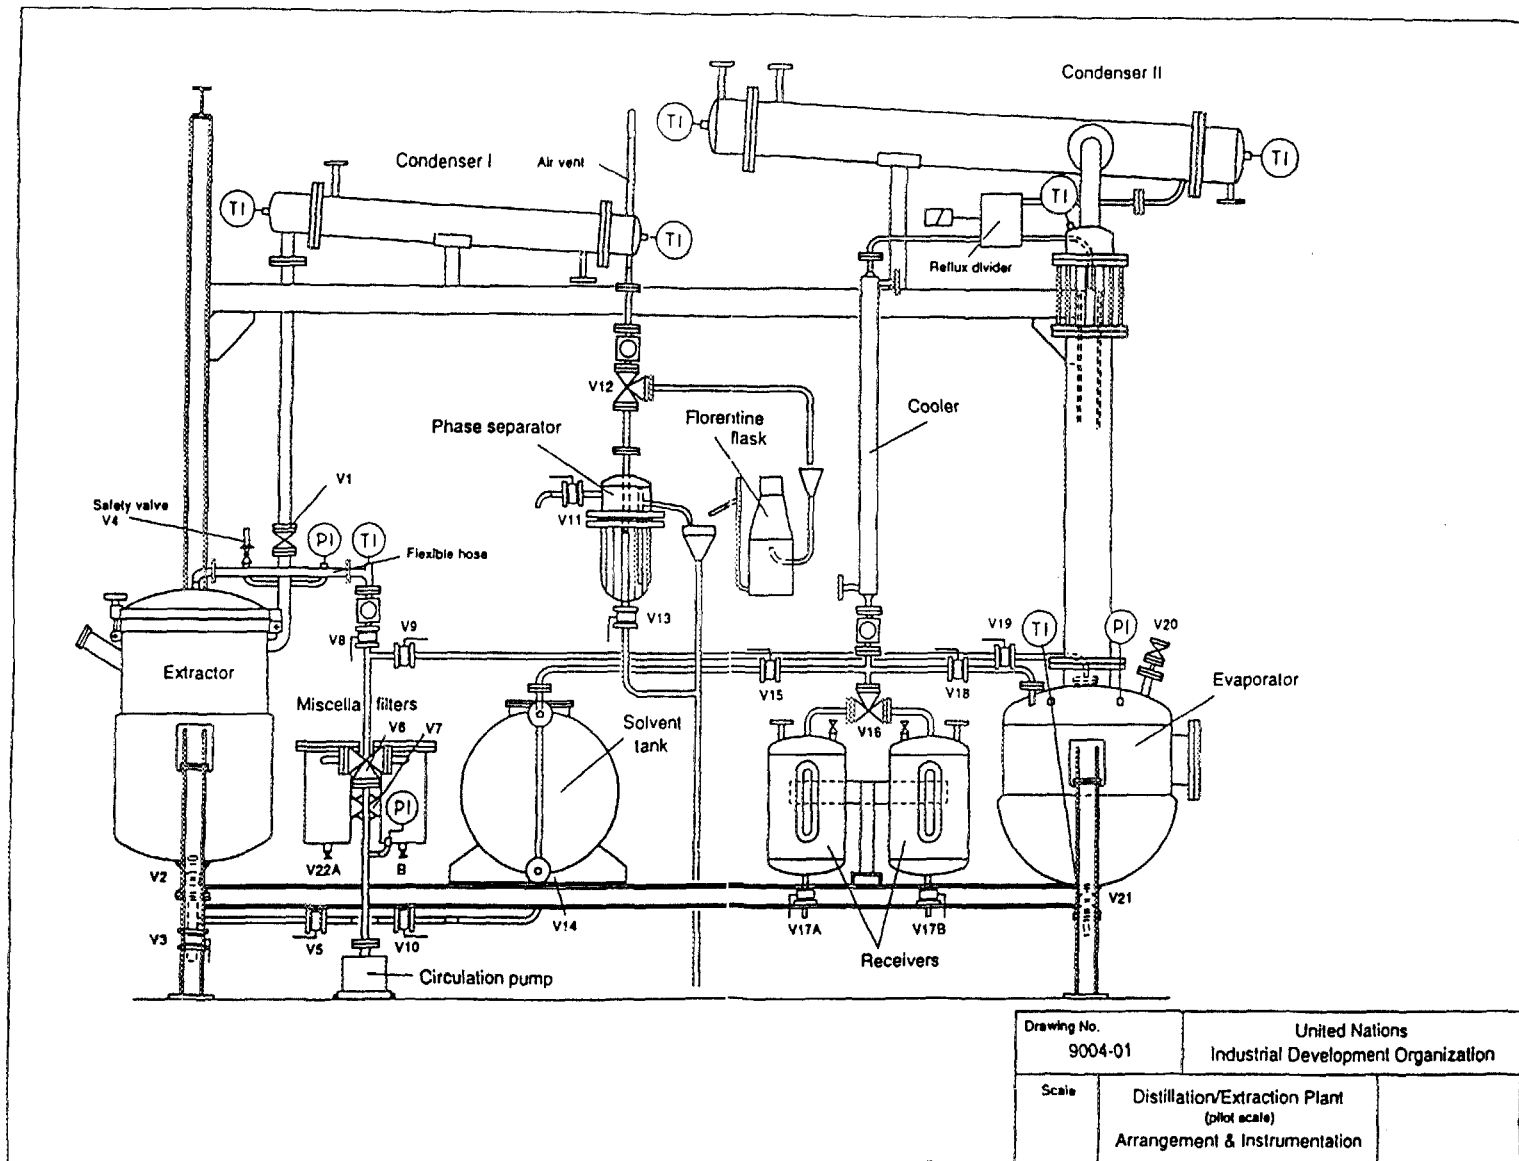 Condenser II
TI
TI
Condenser I
Air vent
TI
TI
TI
Reflux divider
V12
Cooler
Florentine
flask
Phase separator
V1
Safety valve
V4
PI
TI
Flexible hose
V11
V8
V9
V13
V19
TI
PI
V20
Extractor
V15
V18
Evaporator
Miscella filters
V6
V7
Solvent
tank
V16
PI
V22A
B
V2
V21
V3
V5
V10
V14
V17A
V17B
Receivers
Circulation pump
Drawing No.
9004-01
United Nations
Industrial Development Organization
Scale
Distillation/Extraction Plant
(pilot scale)
Arrangement & Instrumentation